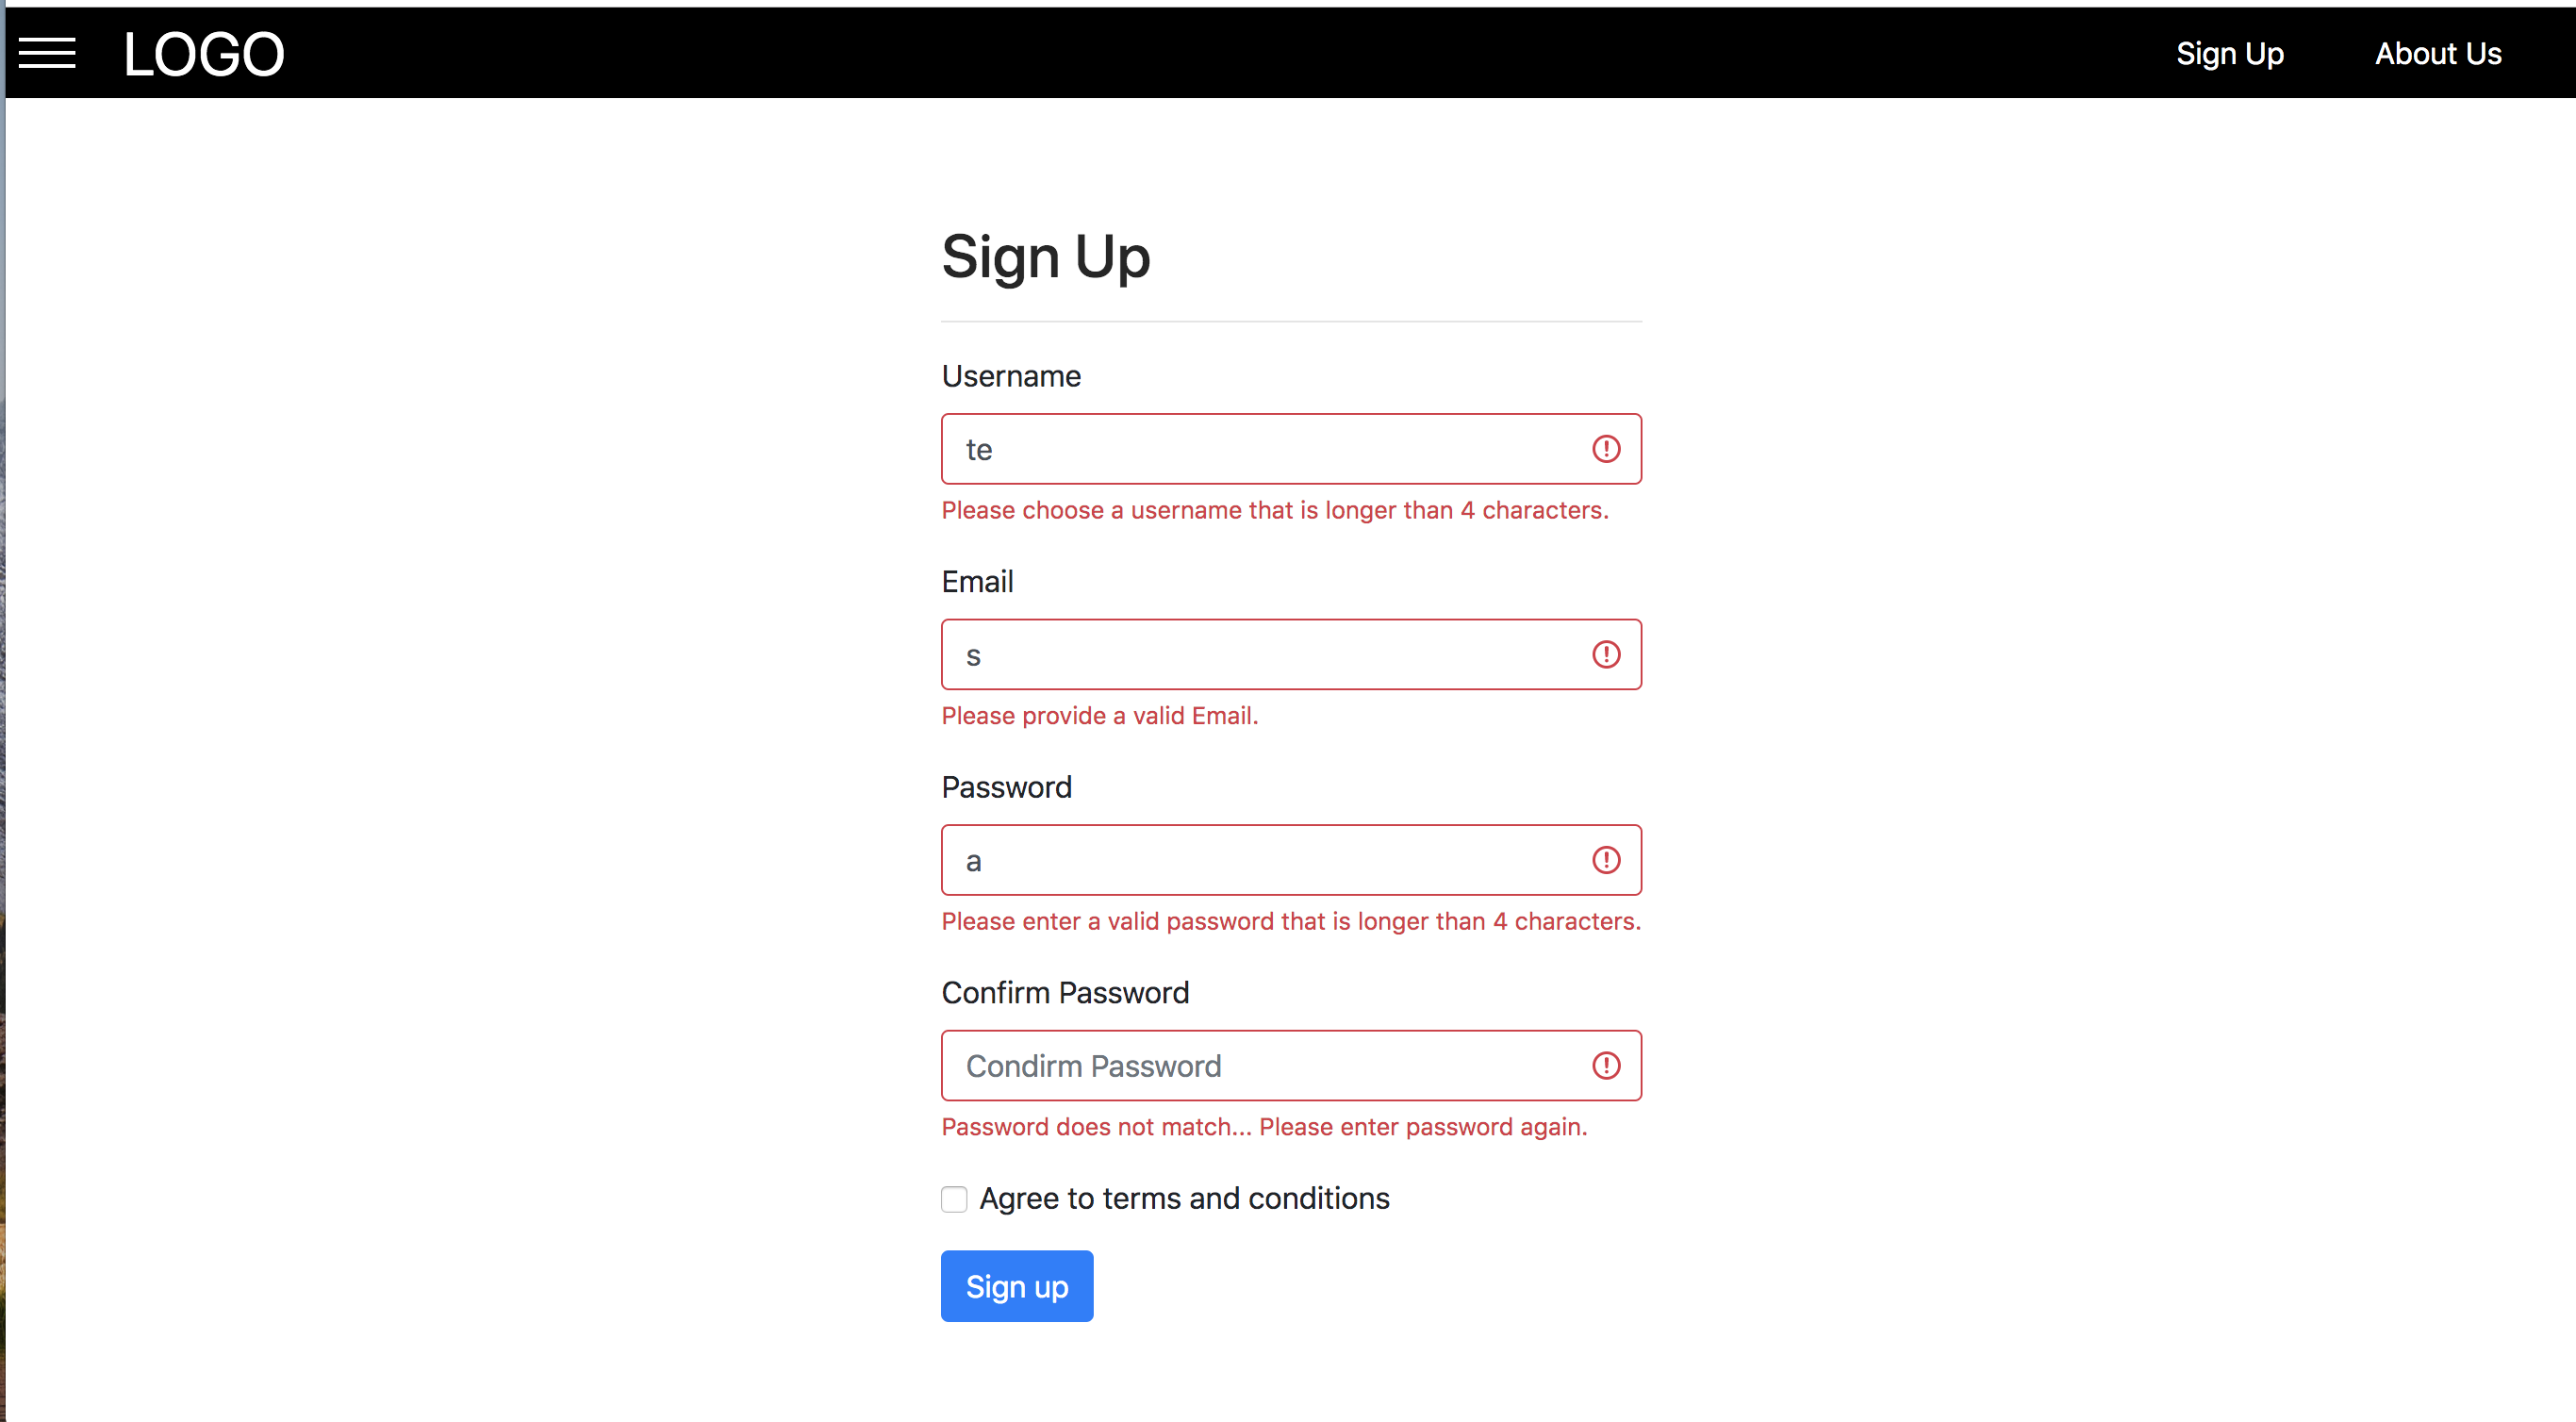 LOGO Sign Up About Us
Sign Up
Username
te
Please choose a username that is longer than 4 characters.
Email
s
Please provide a valid Email.
Password
a
Please enter a valid password that is longer than 4 characters.
Confirm Password
Condirm Password
Password does not match... Please enter password again.
Agree to terms and conditions
Sign up